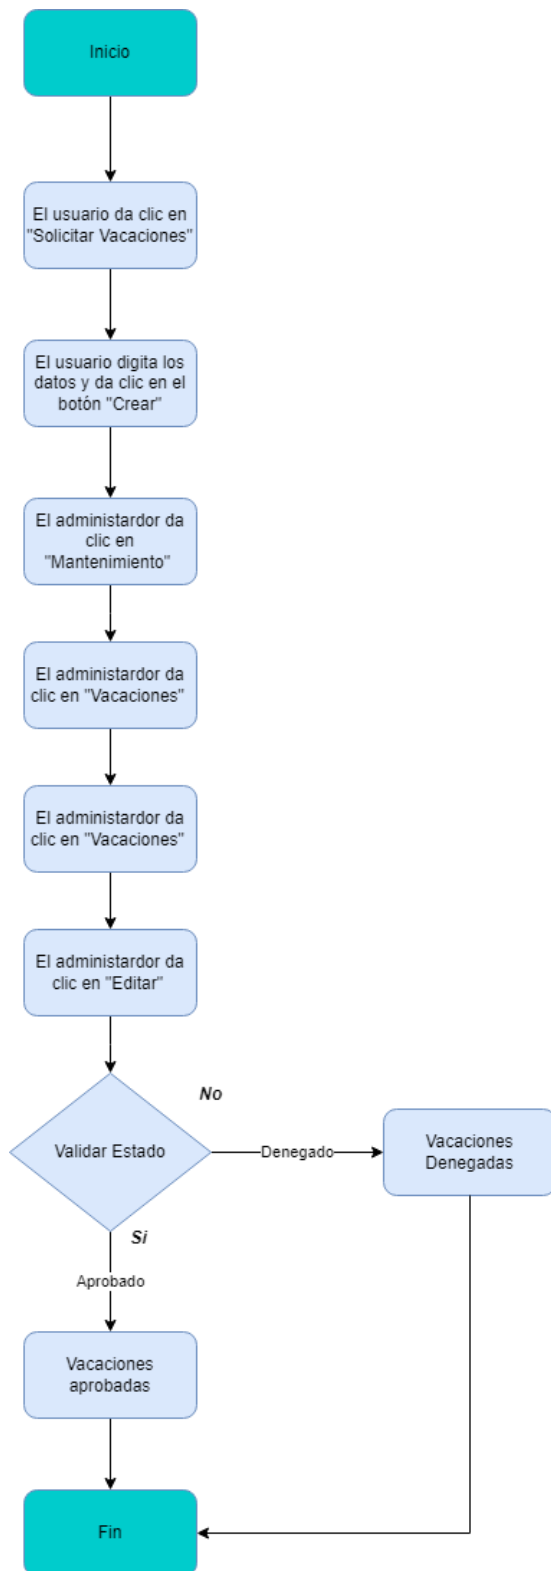 Inicio
El usuario da clic en
"Solicitar Vacaciones"
El usuario digita los
datos y da clic en el
botón "Crear"
El administardor da
clic en
"Mantenimiento"
El administardor da
clic en "Vacaciones"
El administardor da
clic en "Vacaciones"
El administardor da
clic en "Editar"
No
Validar Estado
Denegado
Vacaciones
Denegadas
Si
Aprobado
Vacaciones
aprobadas
Fin